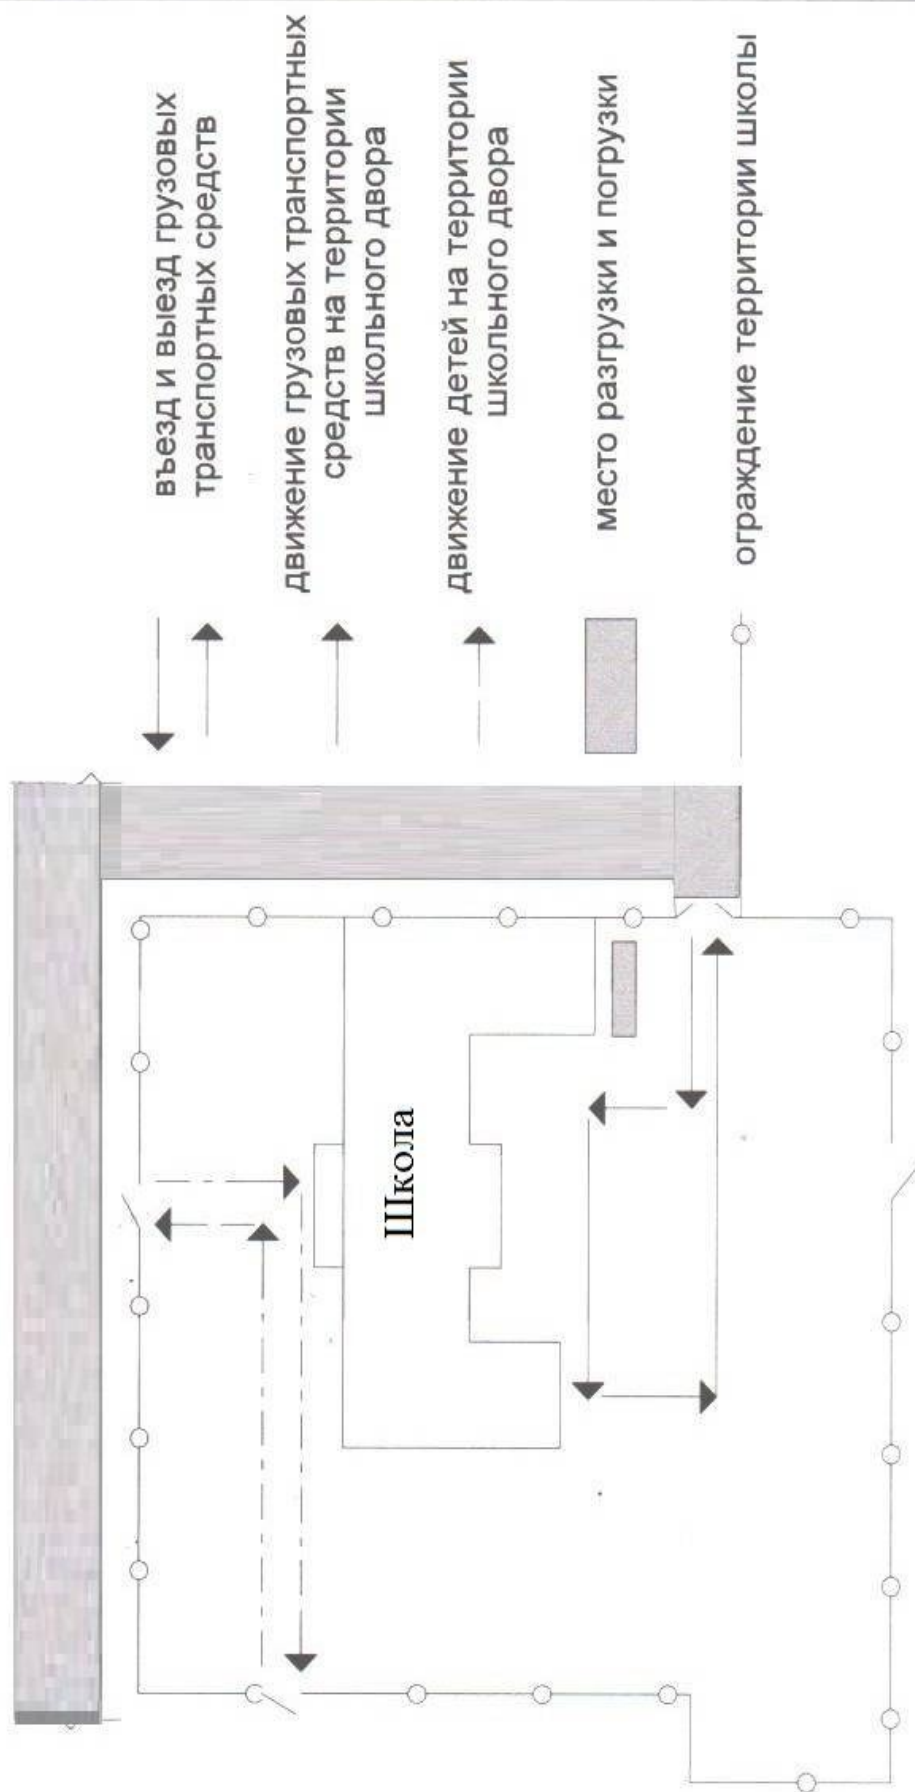 въезд и выезд грузовых
транспортных средств
движение грузовых транспортных
средств на территории
школьного двора
движение детей на территории
школьного двора
место разгрузки и погрузки
ограждение территории школы
Школа